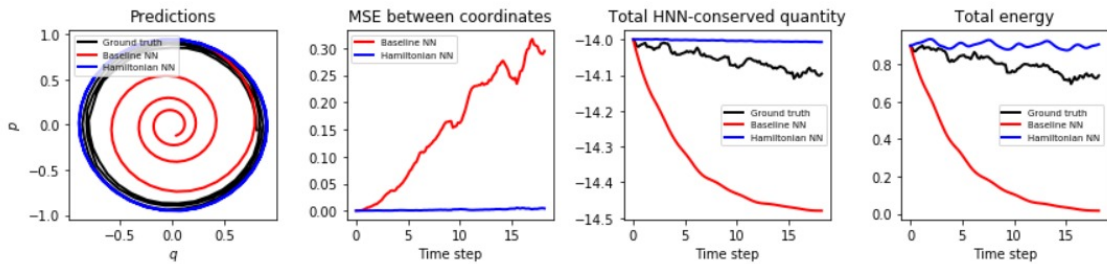 Predictions
1.0
0.5
0.0
−0.5
−1.0
p
−0.5
0.0
0.5
q
Ground truth
Baseline NN
Hamiltonian NN
MSE between coordinates
0.30
0.25
0.20
0.15
0.10
0.05
0.00
0
5
10
15
Time step
Baseline NN
Hamiltonian NN
Total HNN-conserved quantity
−14.0
−14.1
−14.2
−14.3
−14.4
−14.5
0
5
10
15
Time step
Ground truth
Baseline NN
Hamiltonian NN
Total energy
0.8
0.6
0.4
0.2
0.0
0
5
10
15
Time step
Ground truth
Baseline NN
Hamiltonian NN